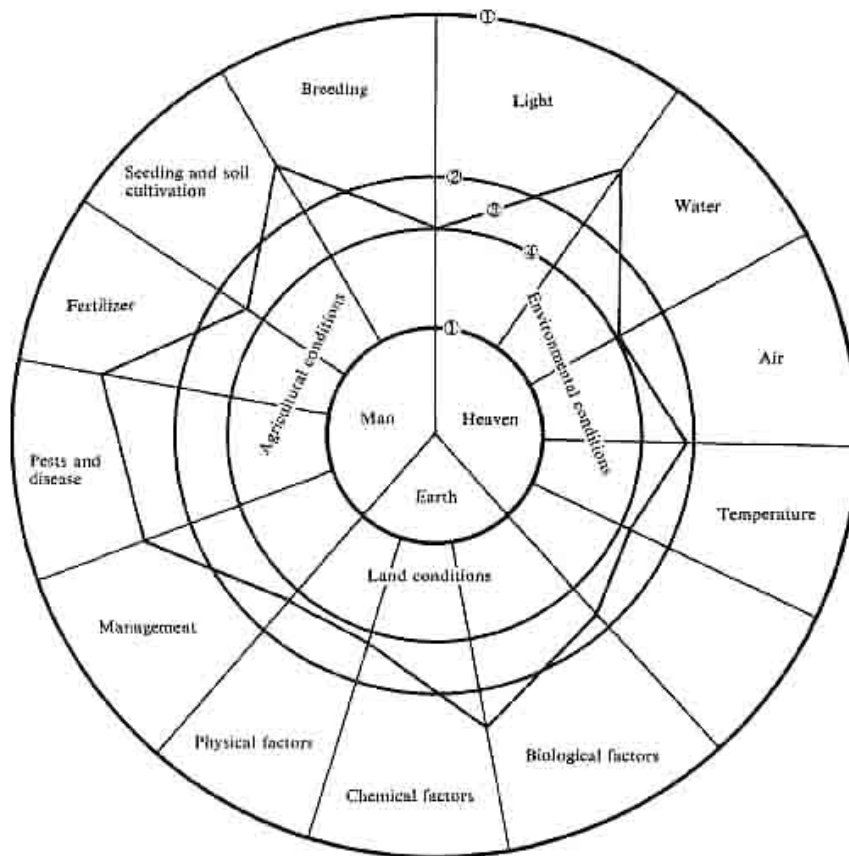 ①
Breeding
Light
Seeding and soil
cultivation
②
③
Water
④
Fertilizer
Agricultural conditions
①
Environmental conditions
Air
Man
Heaven
Pests and
disease
Earth
Temperature
Land conditions
Management
Physical factors
Biological factors
Chemical factors